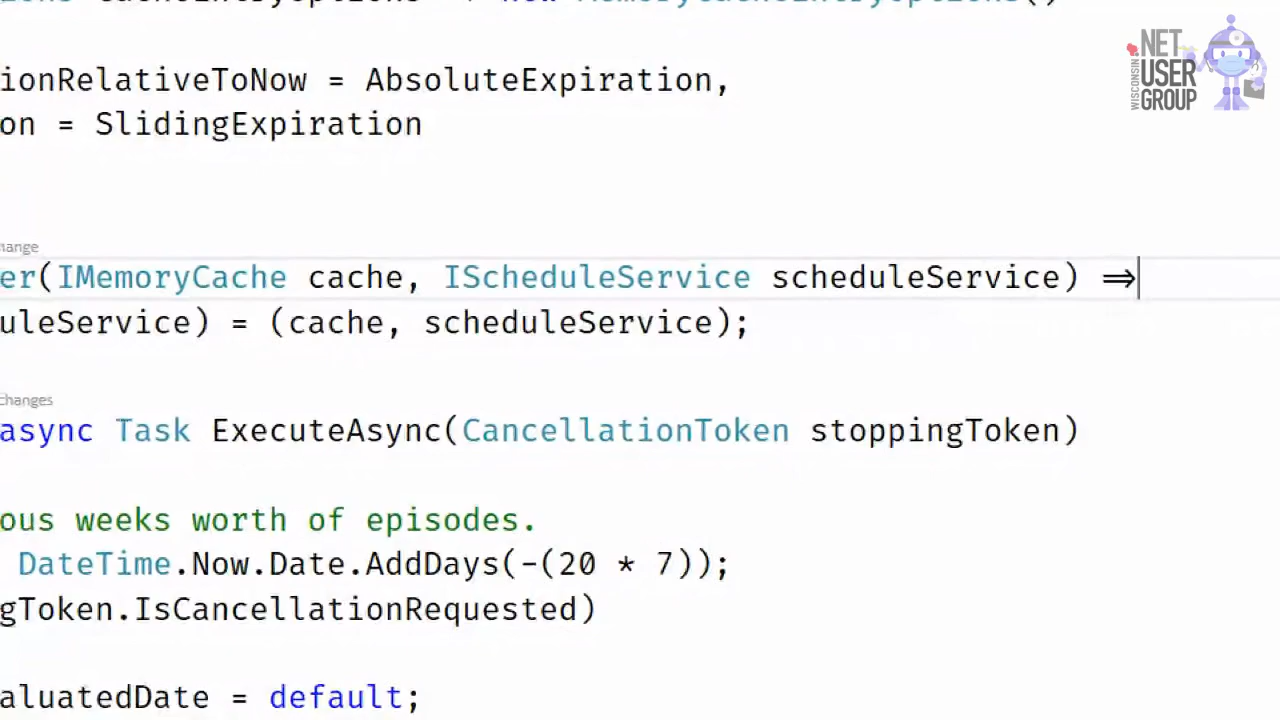 new MemoryCacheEntryOptions()
ionRelativeToNow = AbsoluteExpiration,
on = SlidingExpiration
hange
er(IMemoryCache cache, IScheduleService scheduleService) =>
uleService) = (cache, scheduleService);
changes
async Task ExecuteAsync(CancellationToken stoppingToken)
ous weeks worth of episodes.
DateTime.Now.Date.AddDays(-(20 * 7));
gToken.IsCancellationRequested)
aluatedDate = default;
WISCONSIN
.NET
USER
GROUP